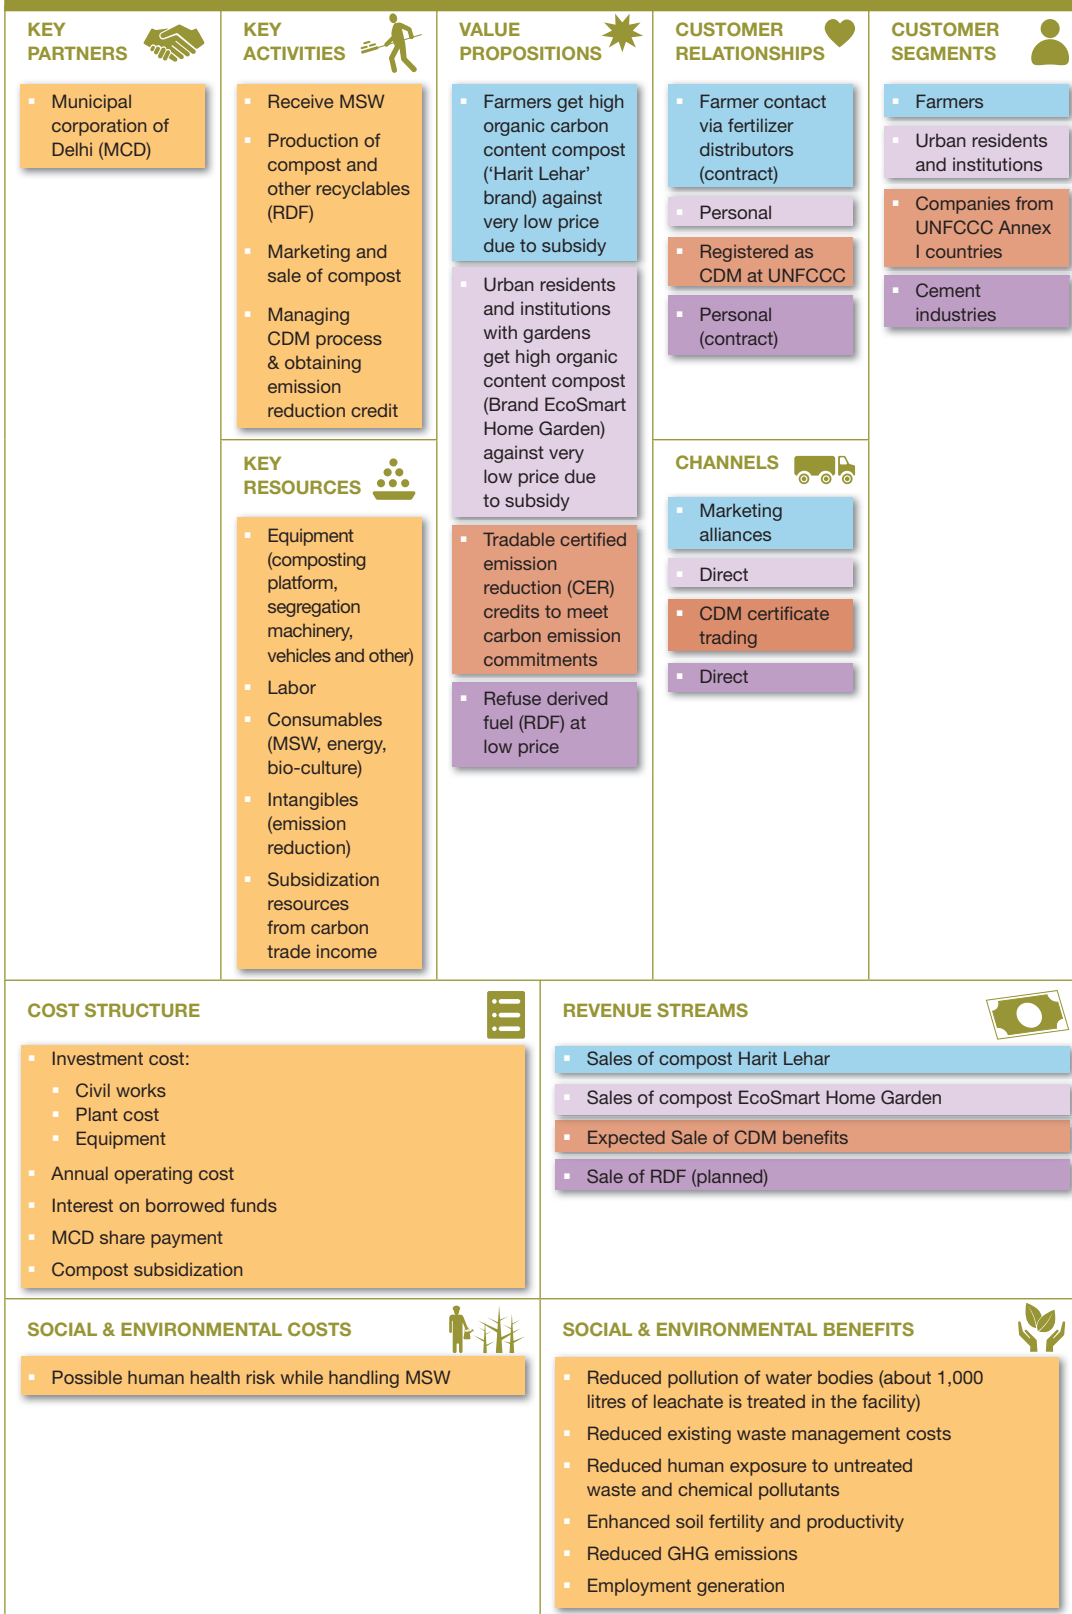 KEY
PARTNERS
Municipal
corporation of
Delhi (MCD)
KEY
ACTIVITIES
Receive MSW
Production of
compost and
other recyclables
(RDF)
Marketing and
sale of compost
Managing
CDM process
& obtaining
emission
reduction credit
KEY
RESOURCES
Equipment
(composting
platform,
segregation
machinery,
vehicles and other)
Labor
Consumables
(MSW, energy,
bio-culture)
Intangibles
(emission
reduction)
Subsidization
resources
from carbon
trade income
VALUE
PROPOSITIONS
Farmers get high
organic carbon
content compost
(‘Harit Lehar’
brand) against
very low price
due to subsidy
Urban residents
and institutions
with gardens
get high organic
content compost
(Brand EcoSmart
Home Garden)
against very
low price due
to subsidy
Tradable certified
emission
reduction (CER)
credits to meet
carbon emission
commitments
Refuse derived
fuel (RDF) at
low price
CUSTOMER
RELATIONSHIPS
Farmer contact
via fertilizer
distributors
(contract)
Personal
Registered as
CDM at UNFCCC
Personal
(contract)
CHANNELS
Marketing
alliances
Direct
CDM certificate
trading
Direct
CUSTOMER
SEGMENTS
Farmers
Urban residents
and institutions
Companies from
UNFCCC Annex
I countries
Cement
industries
COST STRUCTURE
Investment cost:
Civil works
Plant cost
Equipment
Annual operating cost
Interest on borrowed funds
MCD share payment
Compost subsidization
REVENUE STREAMS
Sales of compost Harit Lehar
Sales of compost EcoSmart Home Garden
Expected Sale of CDM benefits
Sale of RDF (planned)
SOCIAL & ENVIRONMENTAL COSTS
Possible human health risk while handling MSW
SOCIAL & ENVIRONMENTAL BENEFITS
Reduced pollution of water bodies (about 1,000
litres of leachate is treated in the facility)
Reduced existing waste management costs
Reduced human exposure to untreated
waste and chemical pollutants
Enhanced soil fertility and productivity
Reduced GHG emissions
Employment generation